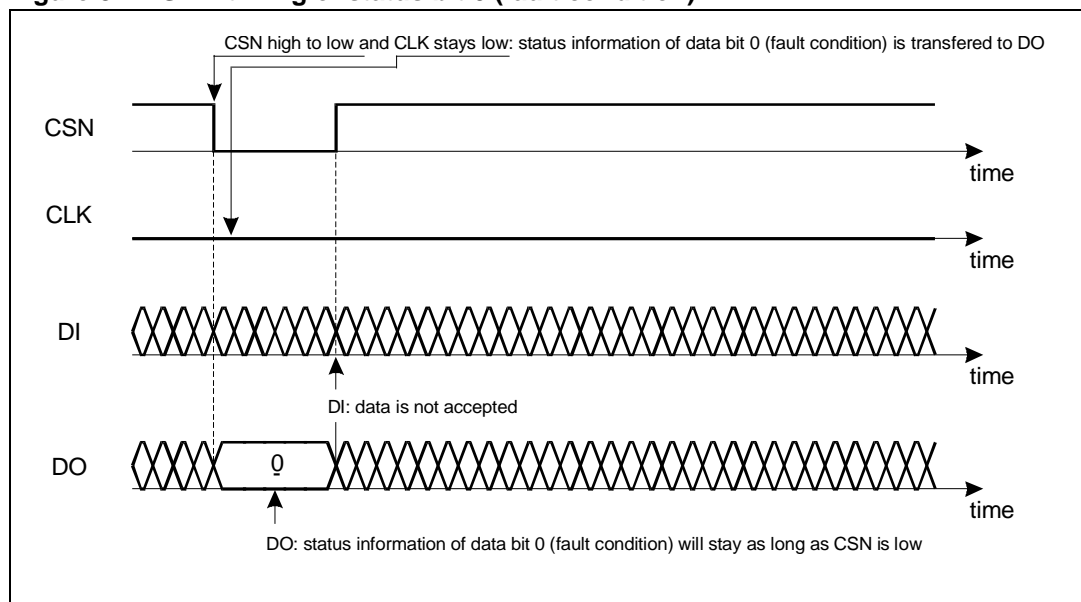 CSN high to low and CLK stays low: status information of data bit 0 (fault condition) is transfered to DO
CSN
time
CLK
time
DI
time
DI: data is not accepted
DO
0
time
DO: status information of data bit 0 (fault condition) will stay as long as CSN is low